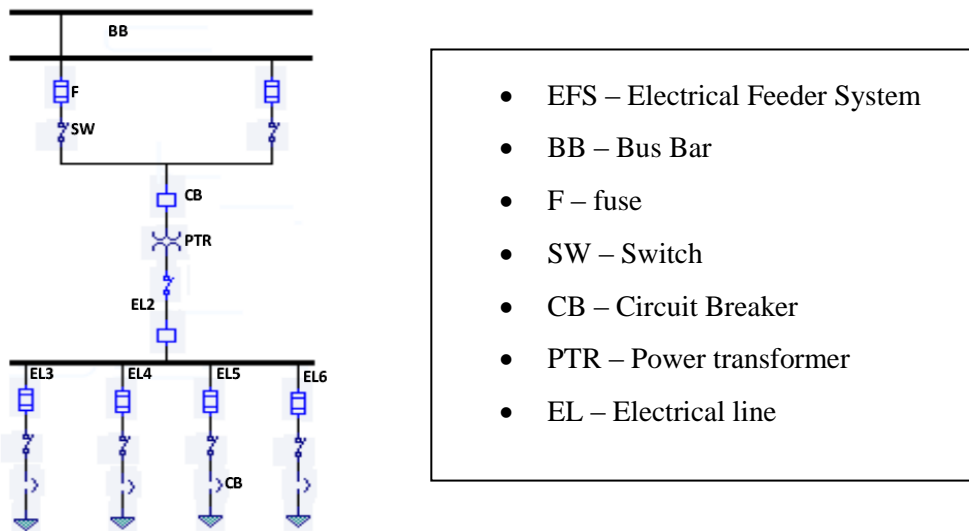 BB
F
SW
CB
PTR
EL2
EL3 EL4 EL5 EL6
CB
• EFS – Electrical Feeder System
• BB – Bus Bar
• F – fuse
• SW – Switch
• CB – Circuit Breaker
• PTR – Power transformer
• EL – Electrical line